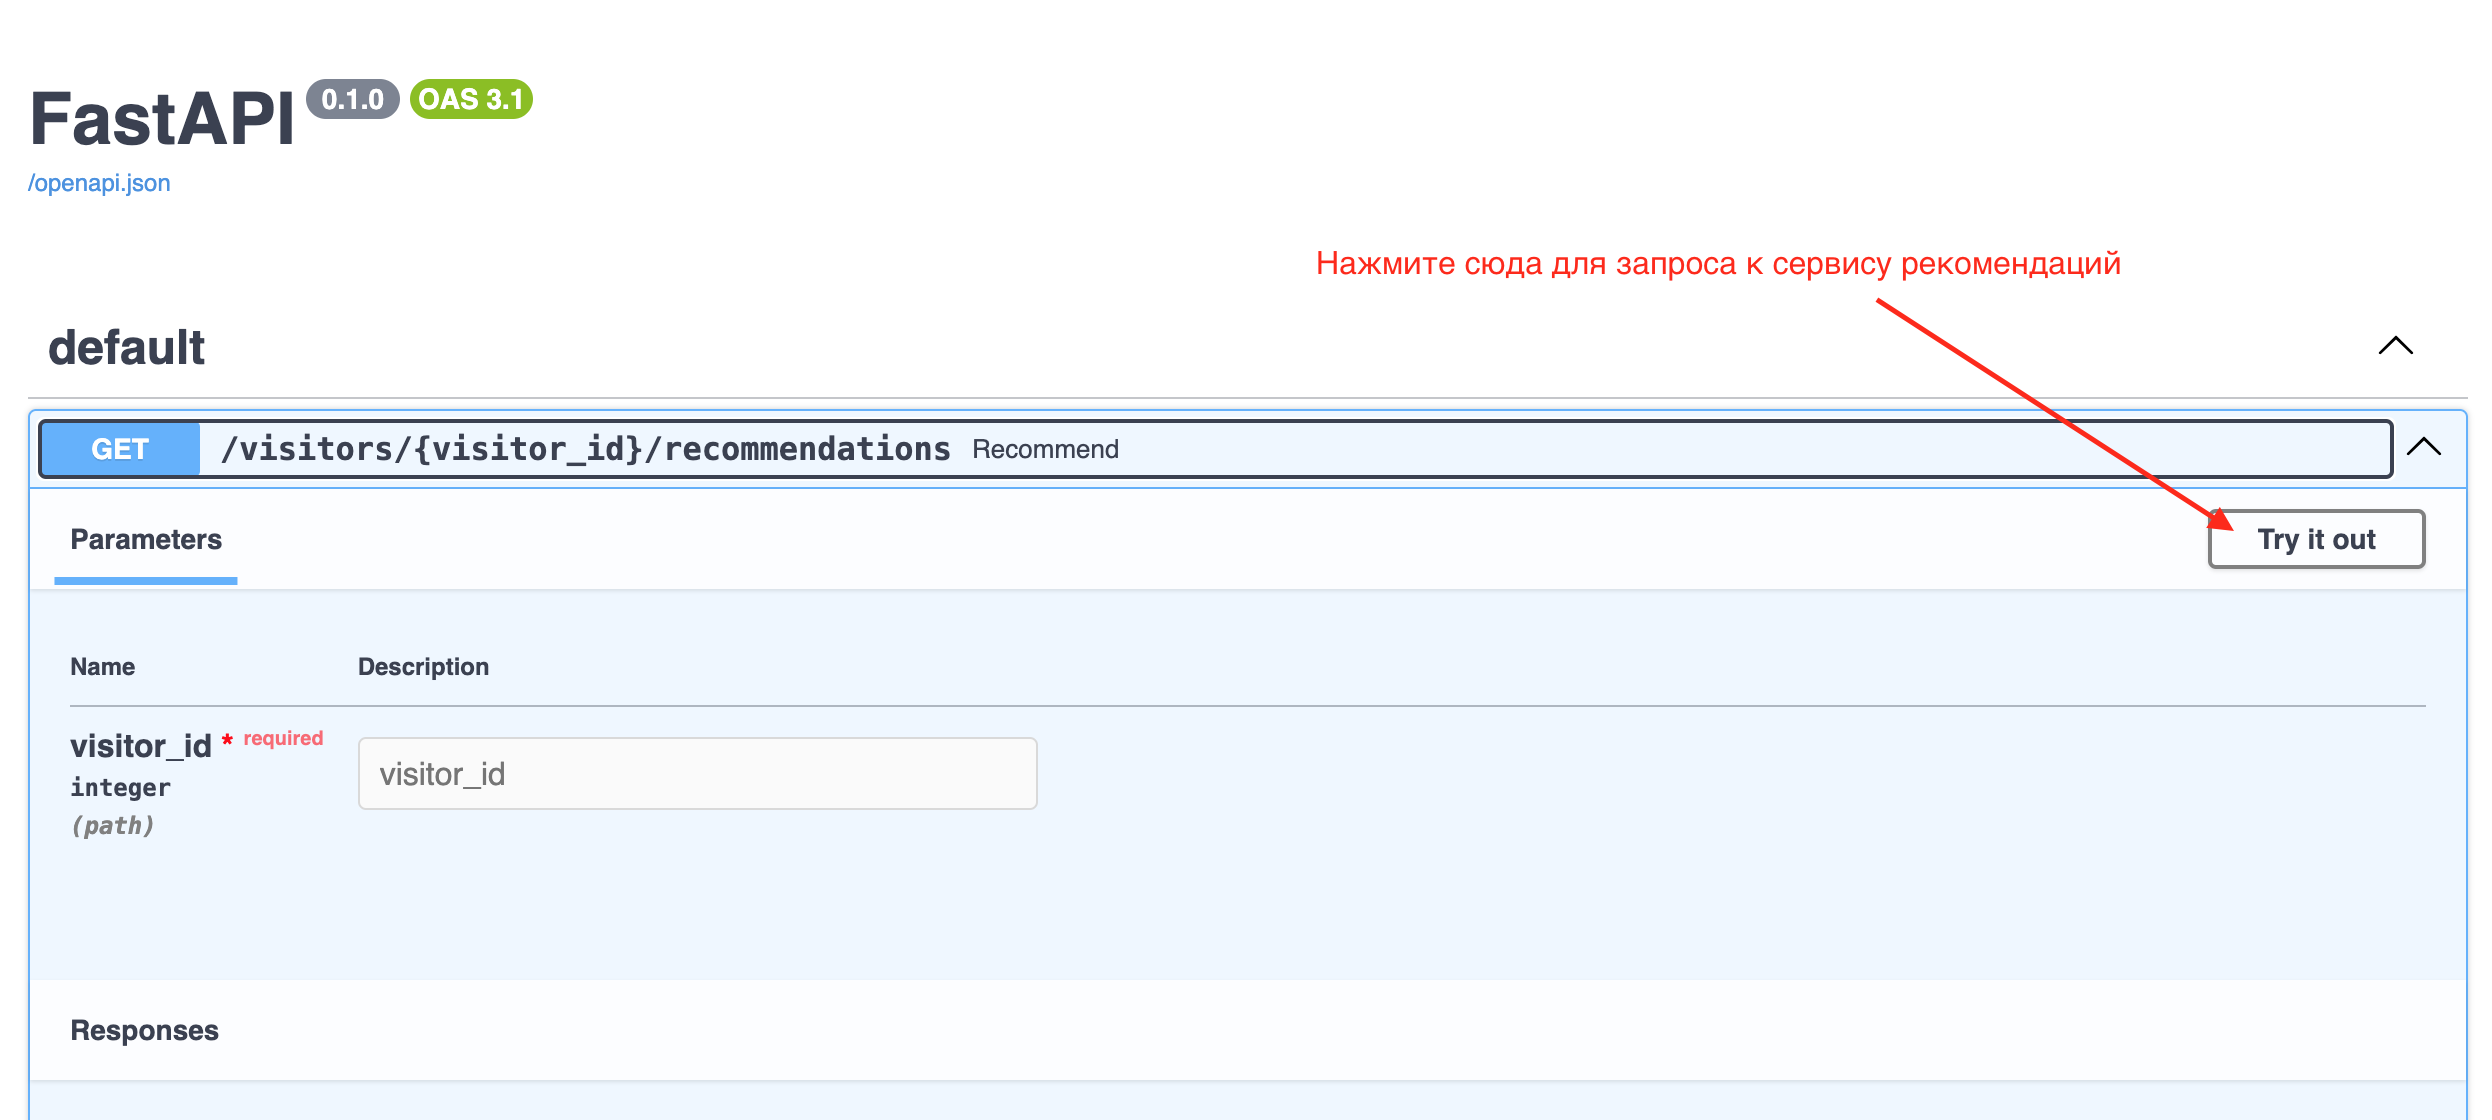 FastAPI 0.1.0 OAS 3.1
/openapi.json
Нажмите сюда для запроса к сервису рекомендаций
default
GET /visitors/{visitor_id}/recommendations Recommend
Parameters Try it out
Name Description
visitor_id * required
visitor_id
integer
(path)
Responses